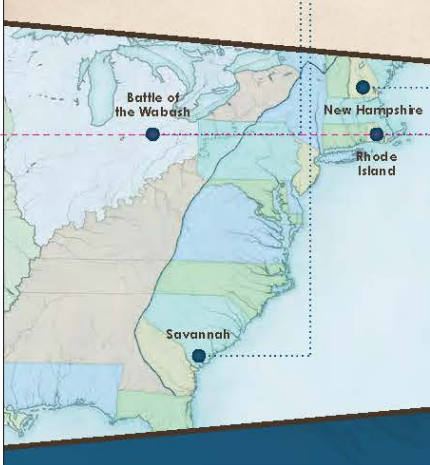 Battle of
the Wabash
New Hampshire
Rhode
Island
Savannah